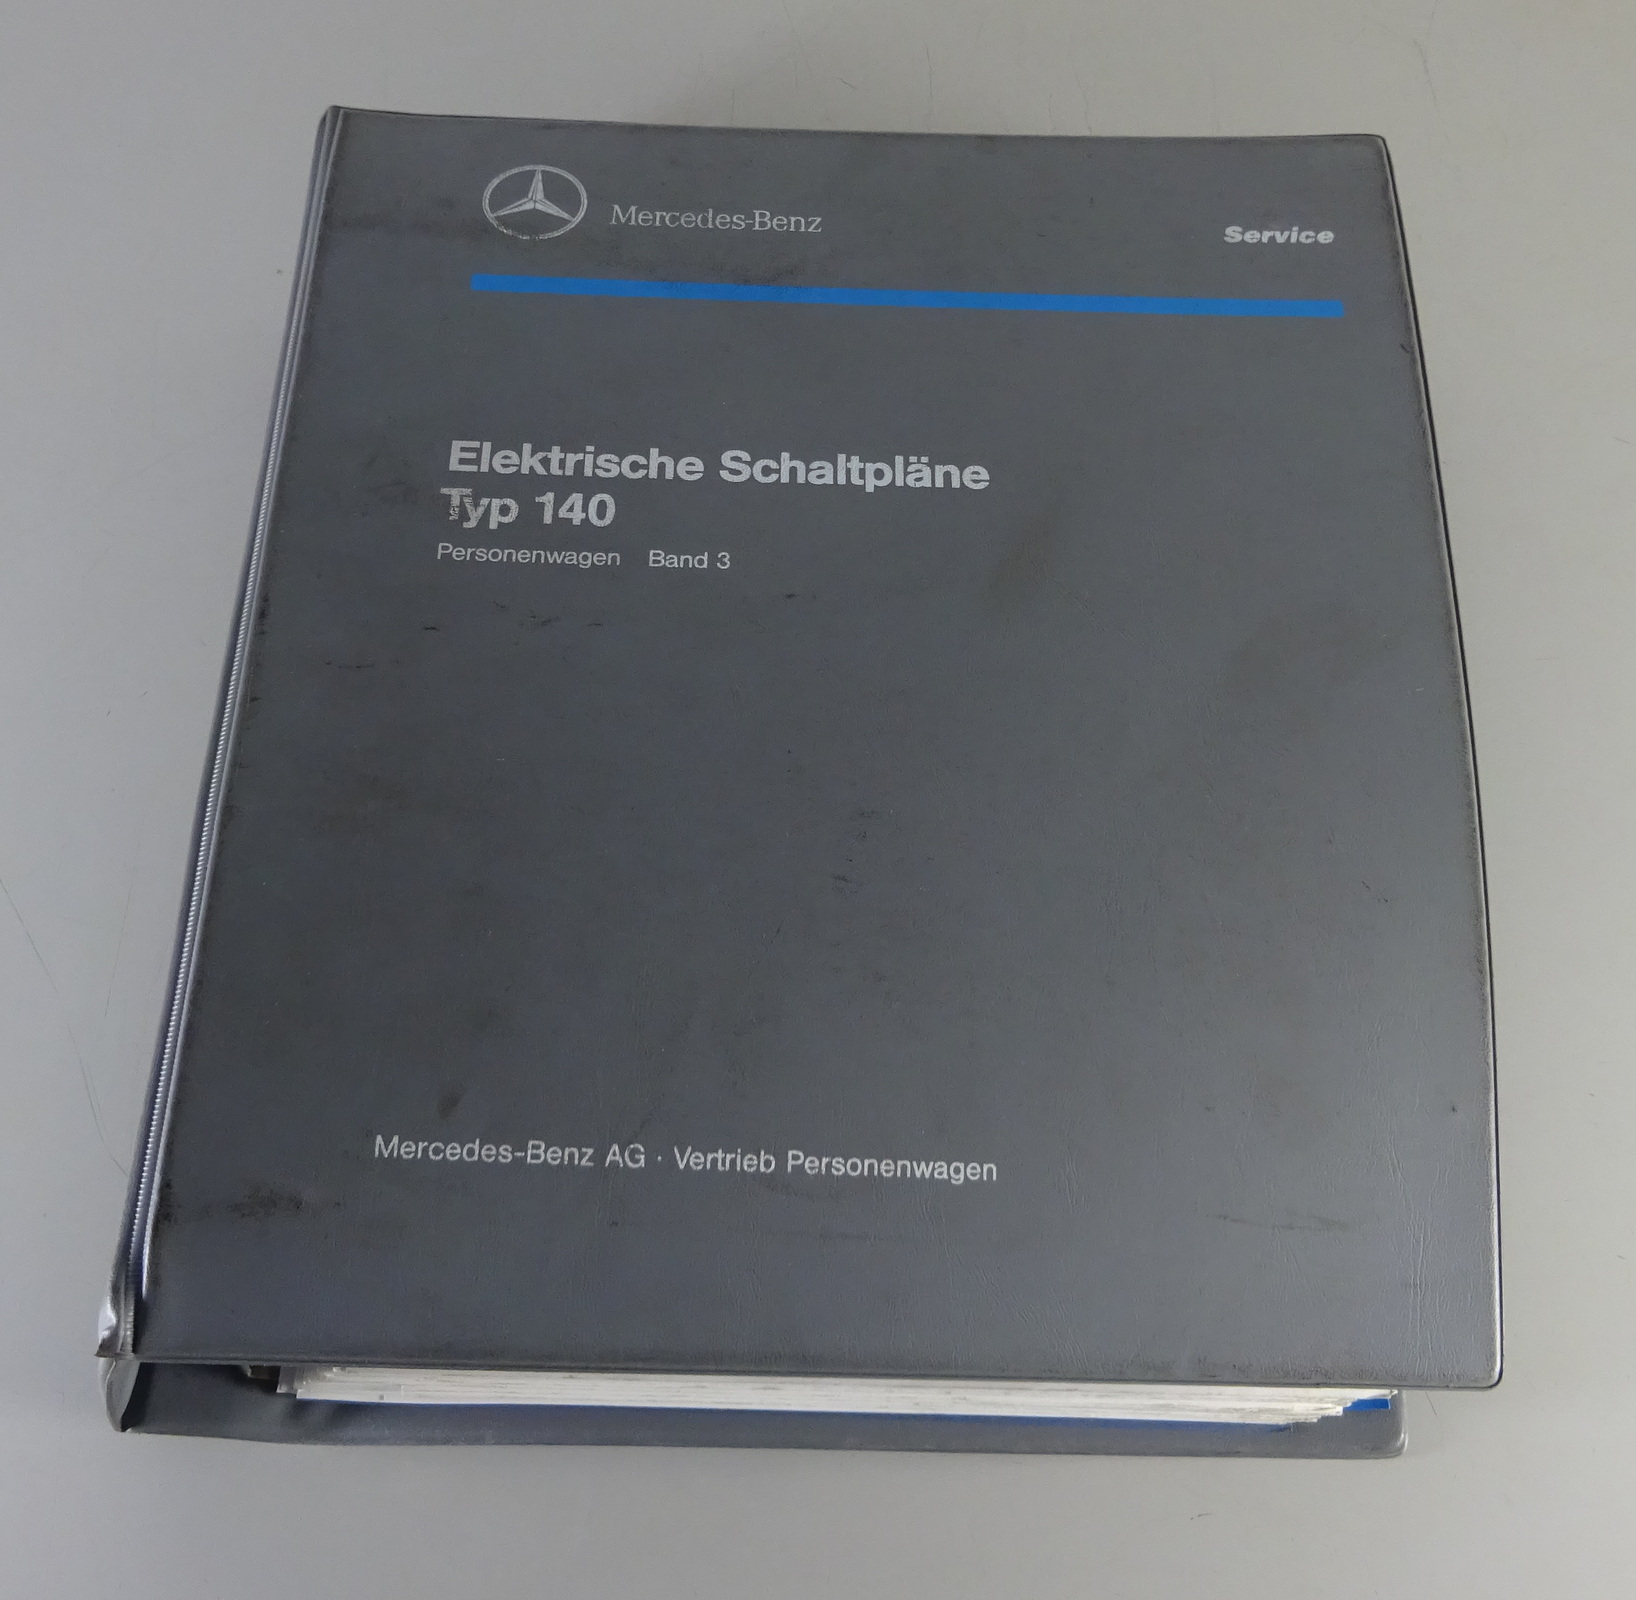 Mercedes-Benz
Service
Elektrische Schaltpläne
Typ 140
Personenwagen Band 3
Mercedes-Benz AG · Vertrieb Personenwagen